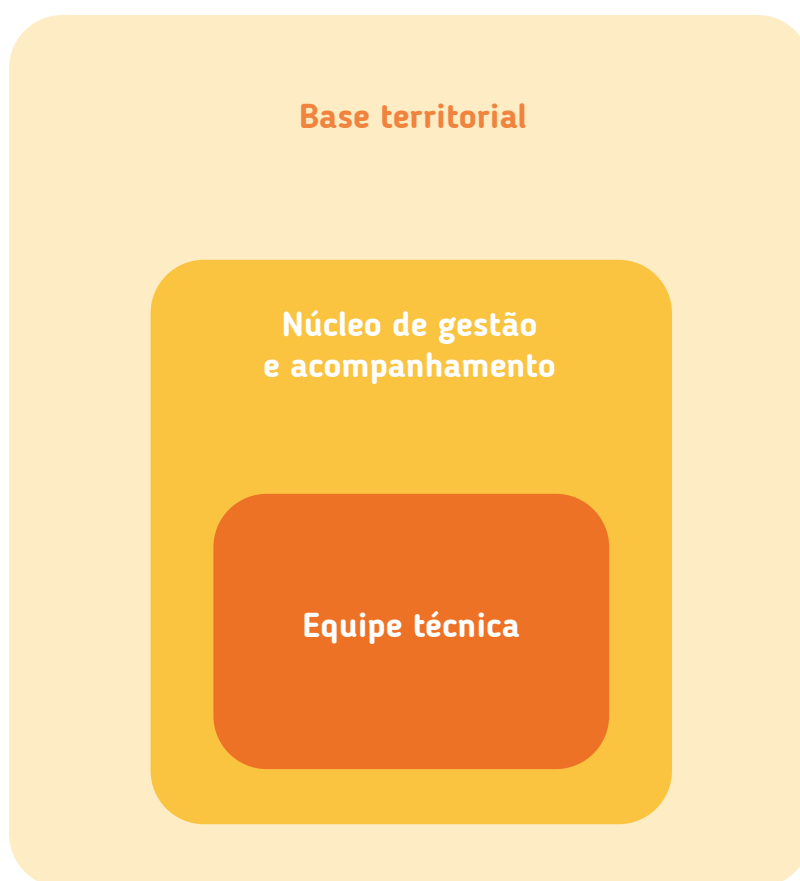 Base territorial
Núcleo de gestão
e acompanhamento
Equipe técnica